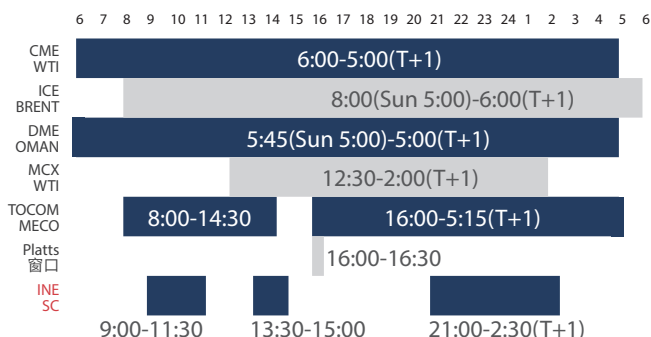 6 7 8 9 10 11 12 13 14 15 16 17 18 19 20 21 22 23 24 1 2 3 4 5 6
CME
WTI
6:00-5:00(T+1)
ICE
BRENT
8:00(Sun 5:00)-6:00(T+1)
DME
OMAN
5:45(Sun 5:00)-5:00(T+1)
MCX
WTI
12:30-2:00(T+1)
TOCOM
MECO
8:00-14:30
16:00-5:15(T+1)
Platts
窗口
16:00-16:30
INE
SC
9:00-11:30
13:30-15:00
21:00-2:30(T+1)